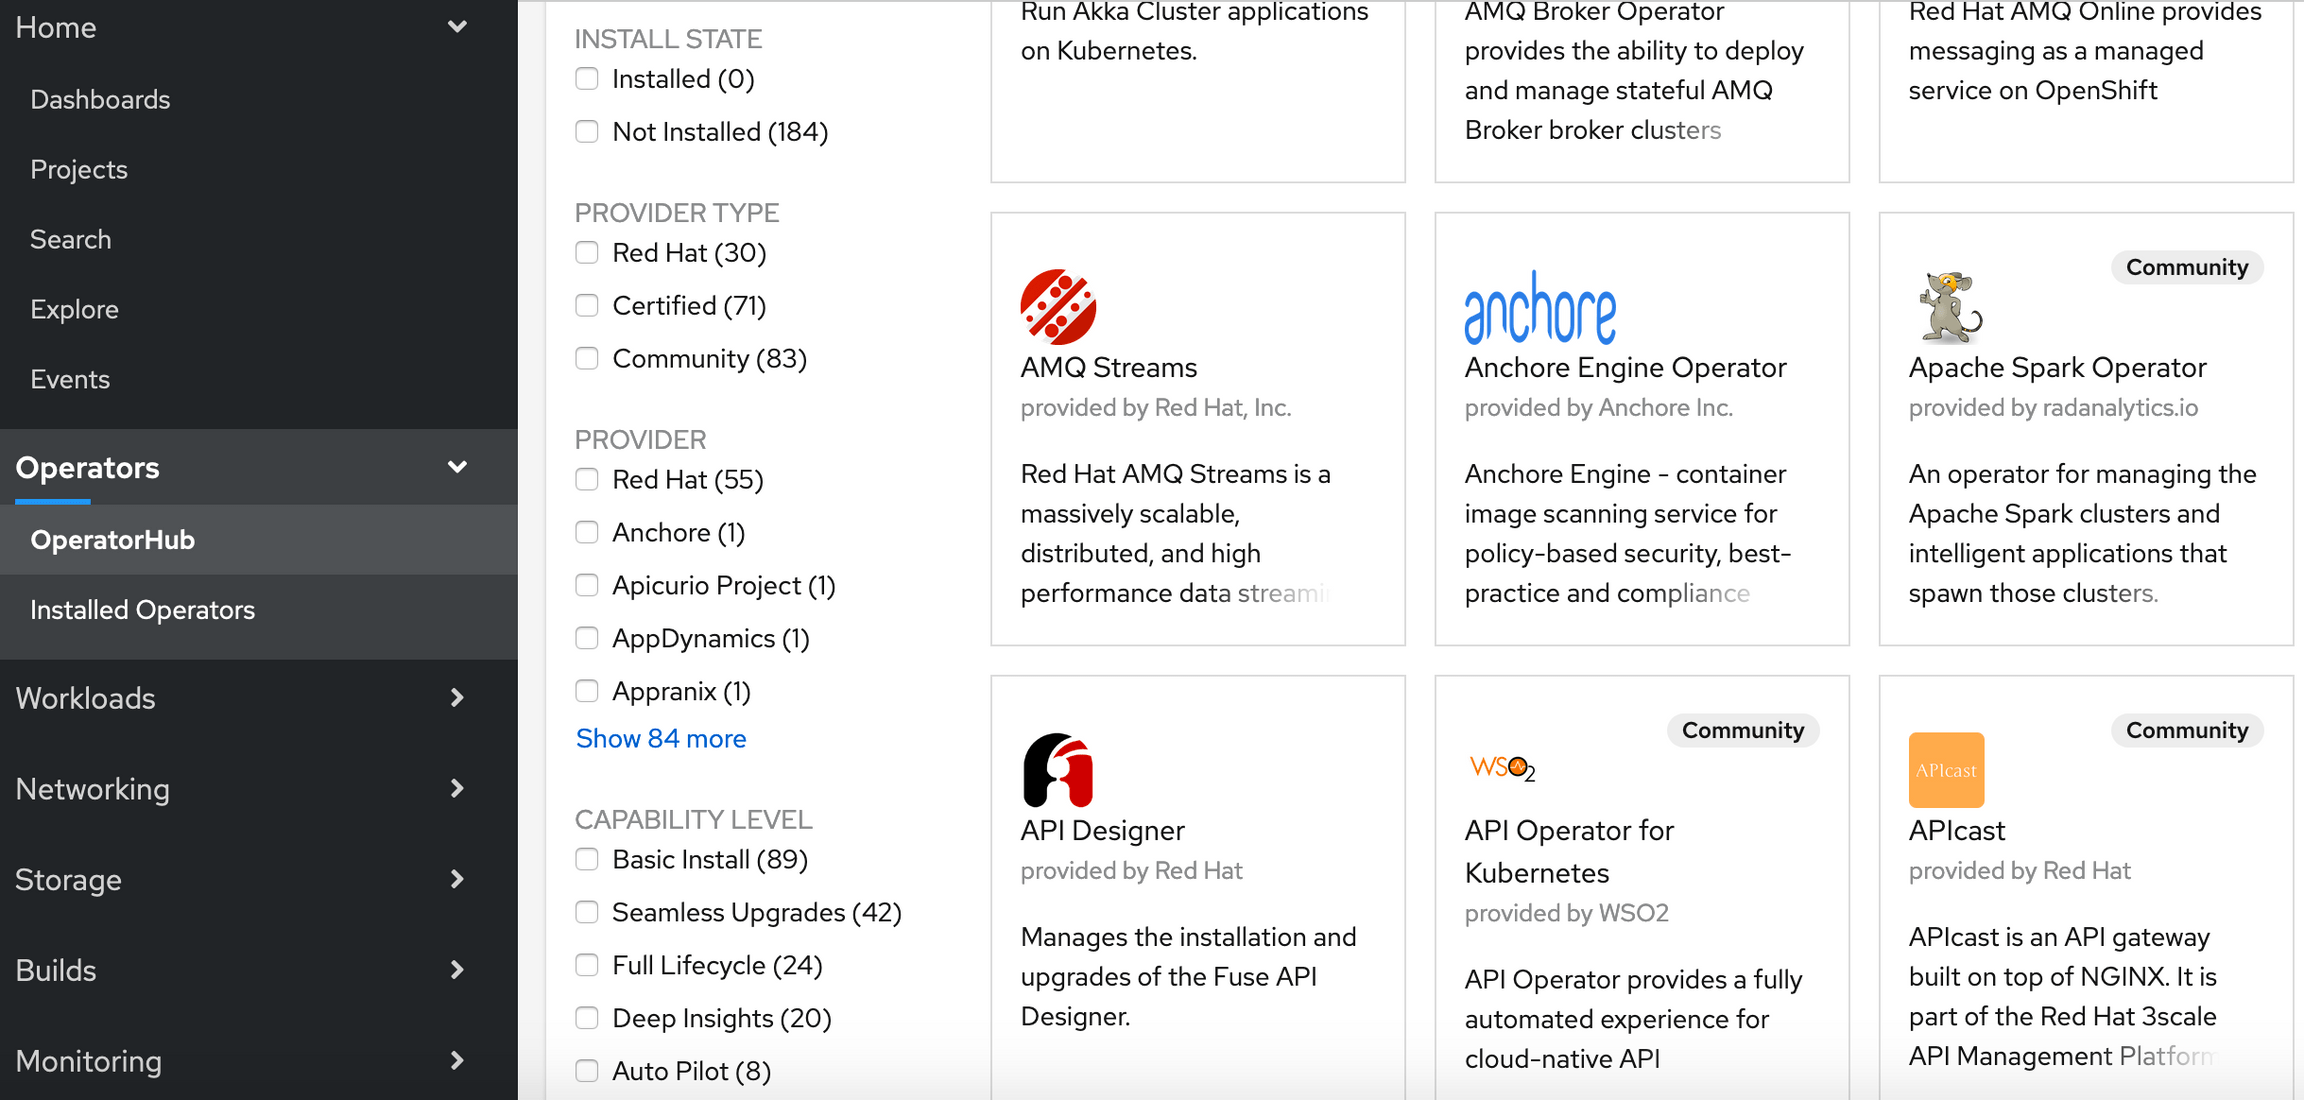 Home
Dashboards
Projects
Search
Explore
Events
Operators
OperatorHub
Installed Operators
Workloads
Networking
Storage
Builds
Monitoring
INSTALL STATE
Installed (0)
Not Installed (184)
PROVIDER TYPE
Red Hat (30)
Certified (71)
Community (83)
PROVIDER
Red Hat (55)
Anchore (1)
Apicurio Project (1)
AppDynamics (1)
Appranix (1)
Show 84 more
CAPABILITY LEVEL
Basic Install (89)
Seamless Upgrades (42)
Full Lifecycle (24)
Deep Insights (20)
Auto Pilot (8)
Run Akka Cluster applications
on Kubernetes.
AMQ Broker Operator
provides the ability to deploy
and manage stateful AMQ
Broker broker clusters
Red Hat AMQ Online provides
messaging as a managed
service on OpenShift
AMQ Streams
provided by Red Hat, Inc.
Red Hat AMQ Streams is a
massively scalable,
distributed, and high
performance data streami
anchore
Anchore Engine Operator
provided by Anchore Inc.
Anchore Engine - container
image scanning service for
policy-based security, best-
practice and compliance
Community
Apache Spark Operator
provided by radanalytics.io
An operator for managing the
Apache Spark clusters and
intelligent applications that
spawn those clusters.
API Designer
provided by Red Hat
Manages the installation and
upgrades of the Fuse API
Designer.
Community
WSO2
API Operator for
Kubernetes
provided by WSO2
API Operator provides a fully
automated experience for
cloud-native API
Community
APIcast
APIcast
provided by Red Hat
APIcast is an API gateway
built on top of NGINX. It is
part of the Red Hat 3scale
API Management Platform